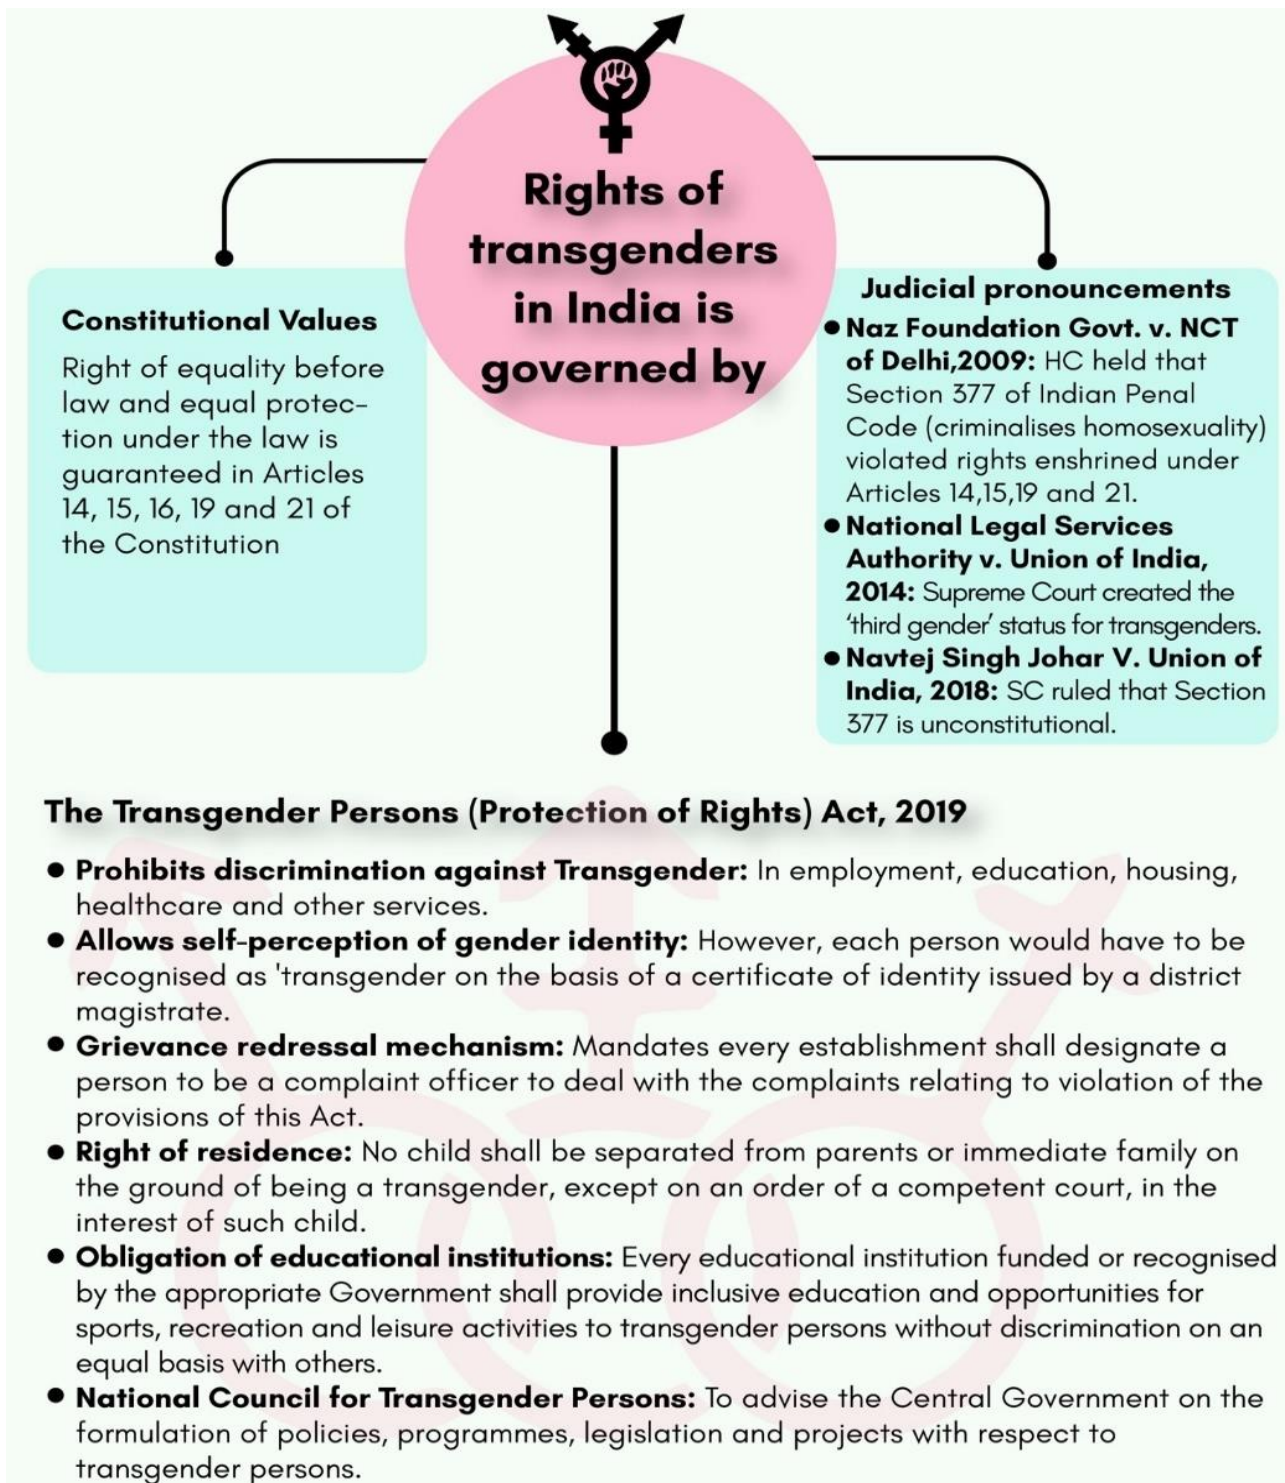 Rights of
transgenders
in India is
governed by
Constitutional Values
Right of equality before
law and equal protec-
tion under the law is
guaranteed in Articles
14, 15, 16, 19 and 21 of
the Constitution
Judicial pronouncements
● Naz Foundation Govt. v. NCT
of Delhi,2009: HC held that
Section 377 of Indian Penal
Code (criminalises homosexuality)
violated rights enshrined under
Articles 14,15,19 and 21.
● National Legal Services
Authority v. Union of India,
2014: Supreme Court created the
‘third gender’ status for transgenders.
● Navtej Singh Johar V. Union of
India, 2018: SC ruled that Section
377 is unconstitutional.
The Transgender Persons (Protection of Rights) Act, 2019
● Prohibits discrimination against Transgender: In employment, education, housing,
healthcare and other services.
● Allows self-perception of gender identity: However, each person would have to be
recognised as 'transgender on the basis of a certificate of identity issued by a district
magistrate.
● Grievance redressal mechanism: Mandates every establishment shall designate a
person to be a complaint officer to deal with the complaints relating to violation of the
provisions of this Act.
● Right of residence: No child shall be separated from parents or immediate family on
the ground of being a transgender, except on an order of a competent court, in the
interest of such child.
● Obligation of educational institutions: Every educational institution funded or recognised
by the appropriate Government shall provide inclusive education and opportunities for
sports, recreation and leisure activities to transgender persons without discrimination on an
equal basis with others.
● National Council for Transgender Persons: To advise the Central Government on the
formulation of policies, programmes, legislation and projects with respect to
transgender persons.